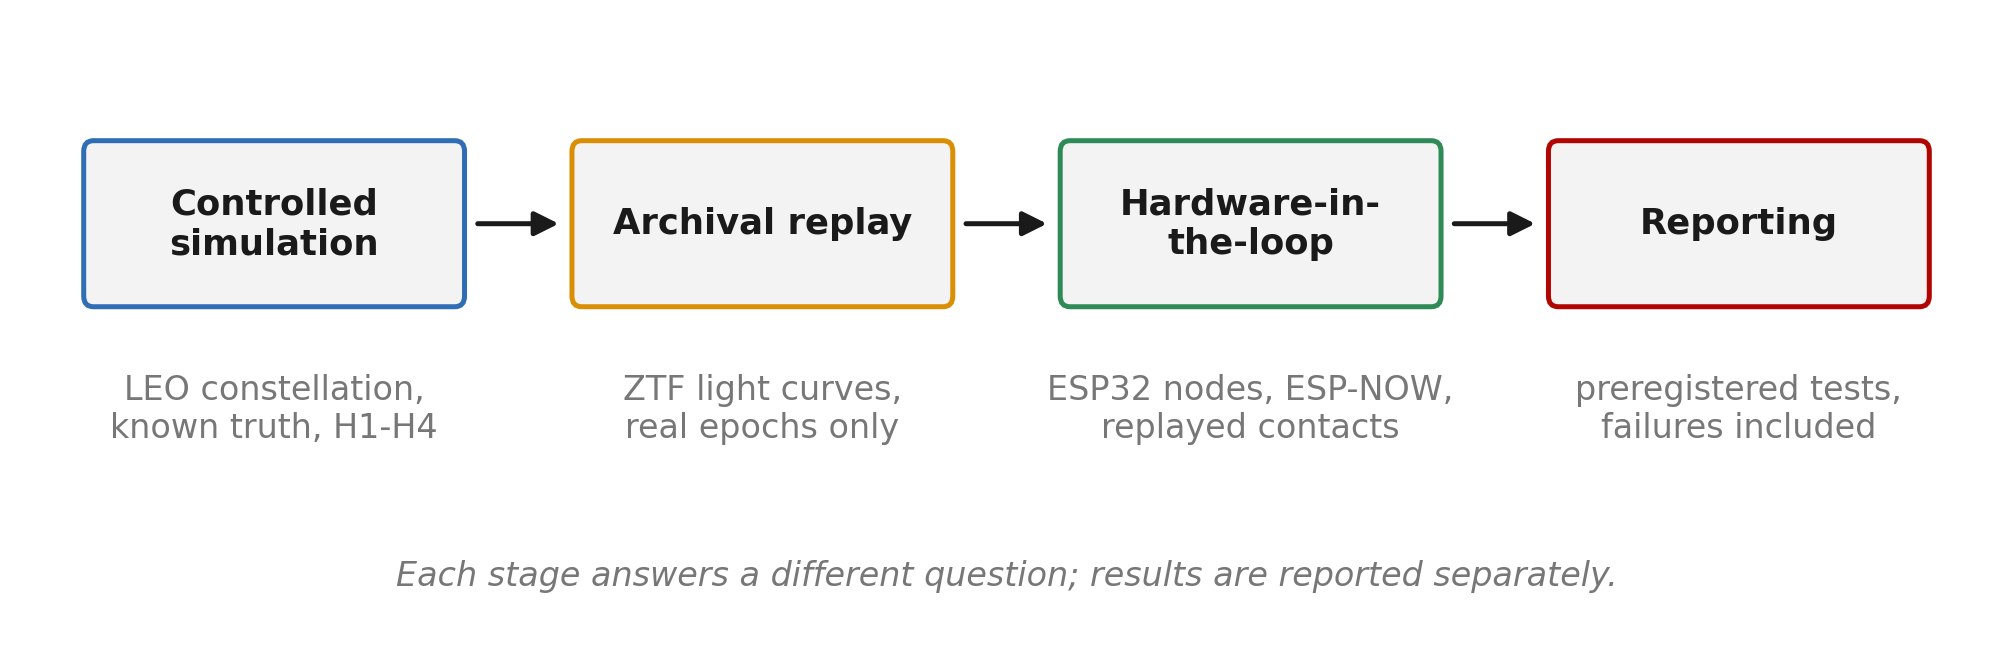 Controlled
simulation
Archival replay
Hardware-in-
the-loop
Reporting
LEO constellation,
known truth, H1-H4
ZTF light curves,
real epochs only
ESP32 nodes, ESP-NOW,
replayed contacts
preregistered tests,
failures included
Each stage answers a different question; results are reported separately.